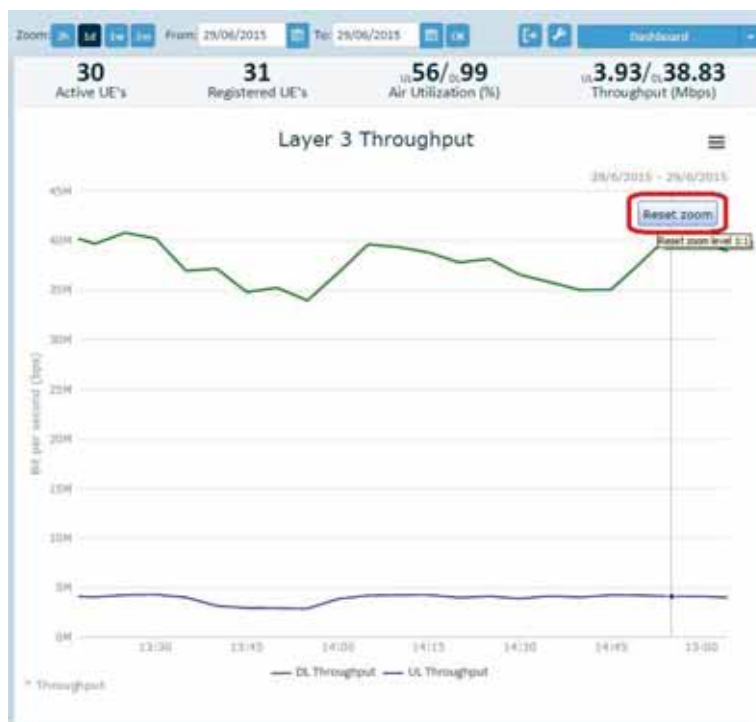 Zoom: 2h 1d 1w 1m From: 29/06/2015 To: 29/06/2015 OK Dashboard
30 31 UL56/DL99 UL3.93/DL38.83
Active UE's Registered UE's Air Utilization (%) Throughput (Mbps)
Layer 3 Throughput
29/6/2015 - 29/6/2015
45M
Reset zoom
40M
Reset zoom level 1:1
35M
30M
25M
20M
15M
10M
5M
0M
Bit per second (bps)
13:30 13:45 14:00 14:15 14:30 14:45 15:00
DL Throughput UL Throughput
* Throughput